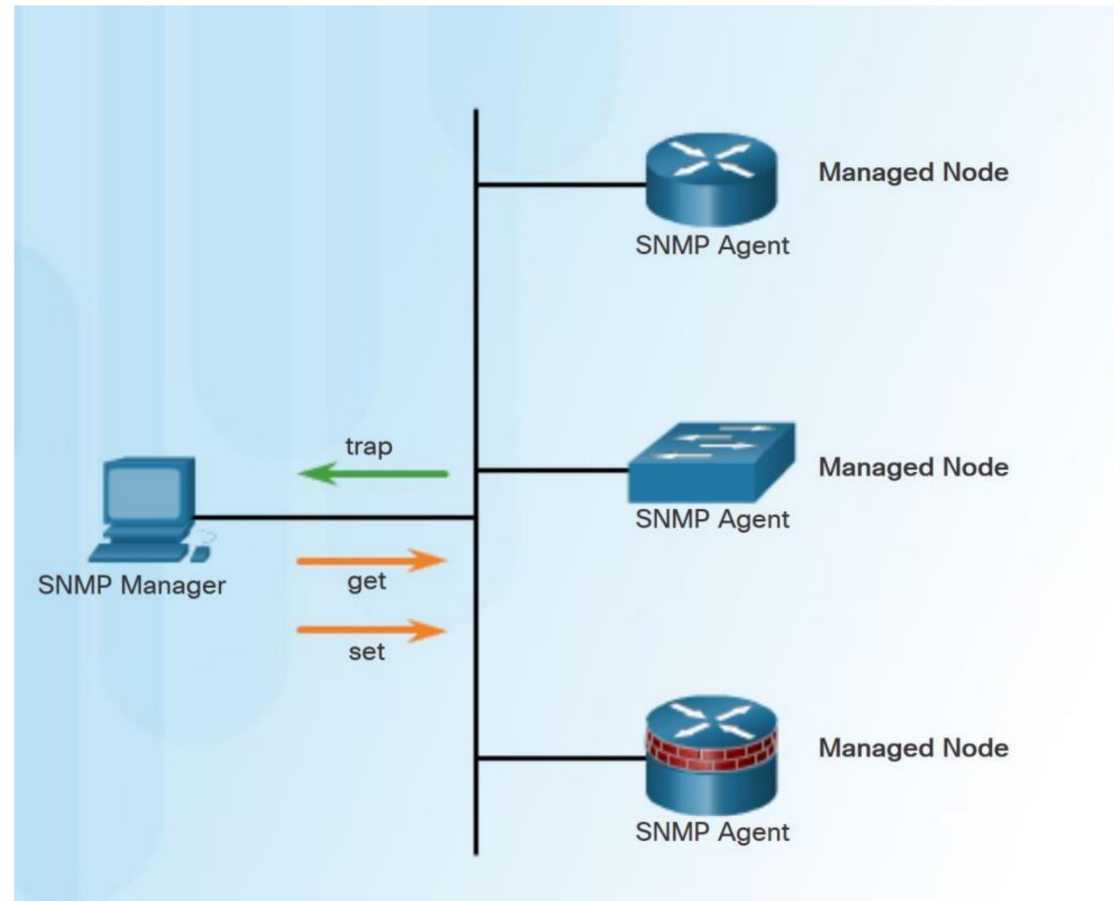 Managed Node
SNMP Agent
trap
Managed Node
SNMP Agent
SNMP Manager
get
set
Managed Node
SNMP Agent